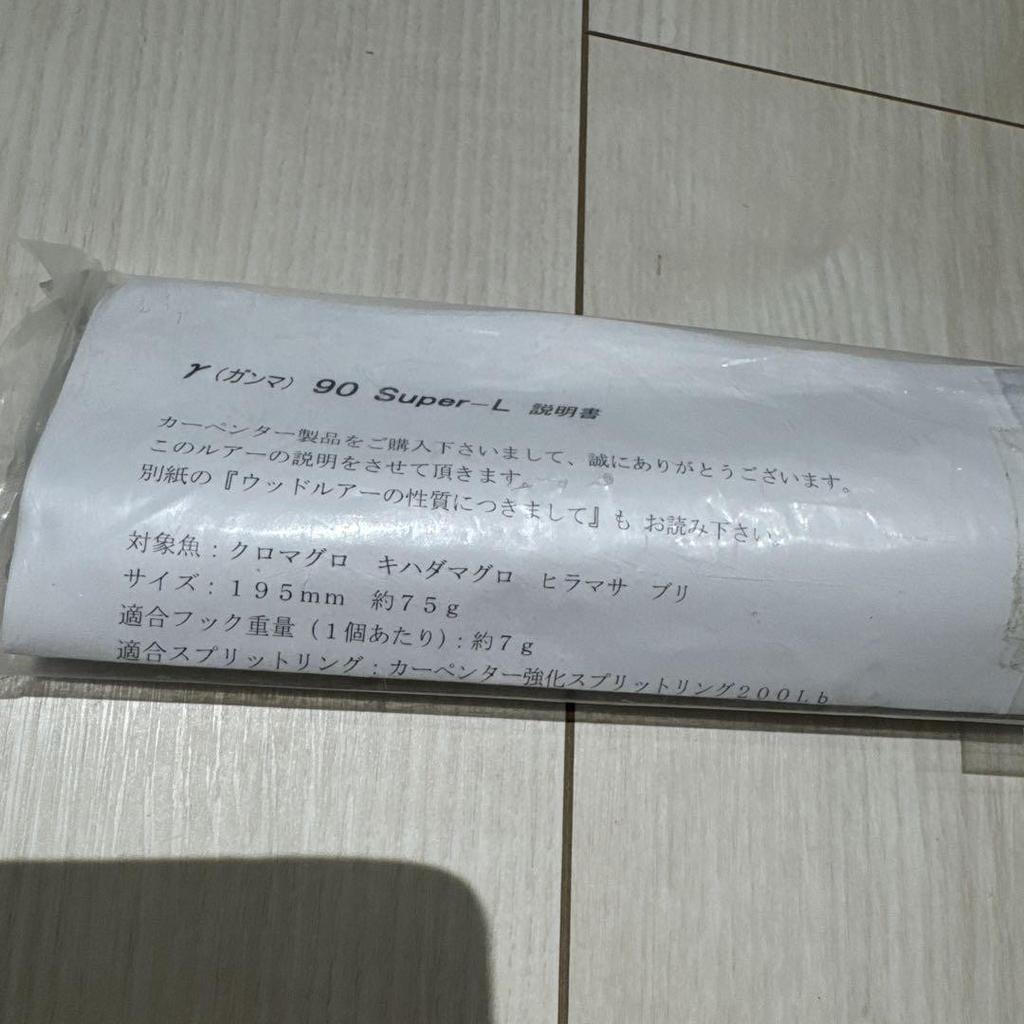 γ（ガンマ） 90 Super-L 説明書
カーペンター製品をご購入下さいまして、誠にありがとうございます。
このルアーの説明をさせて頂きます。
別紙の『ウッドルアーの性質につきまして』も お読み下さい。
対象魚：クロマグロ　キハダマグロ　ヒラマサ　ブリ
サイズ：１９５mm　約７５ｇ
適合フック重量（１個あたり）：約７ｇ
適合スプリットリング：カーペンター強化スプリットリング２００Ｌｂ